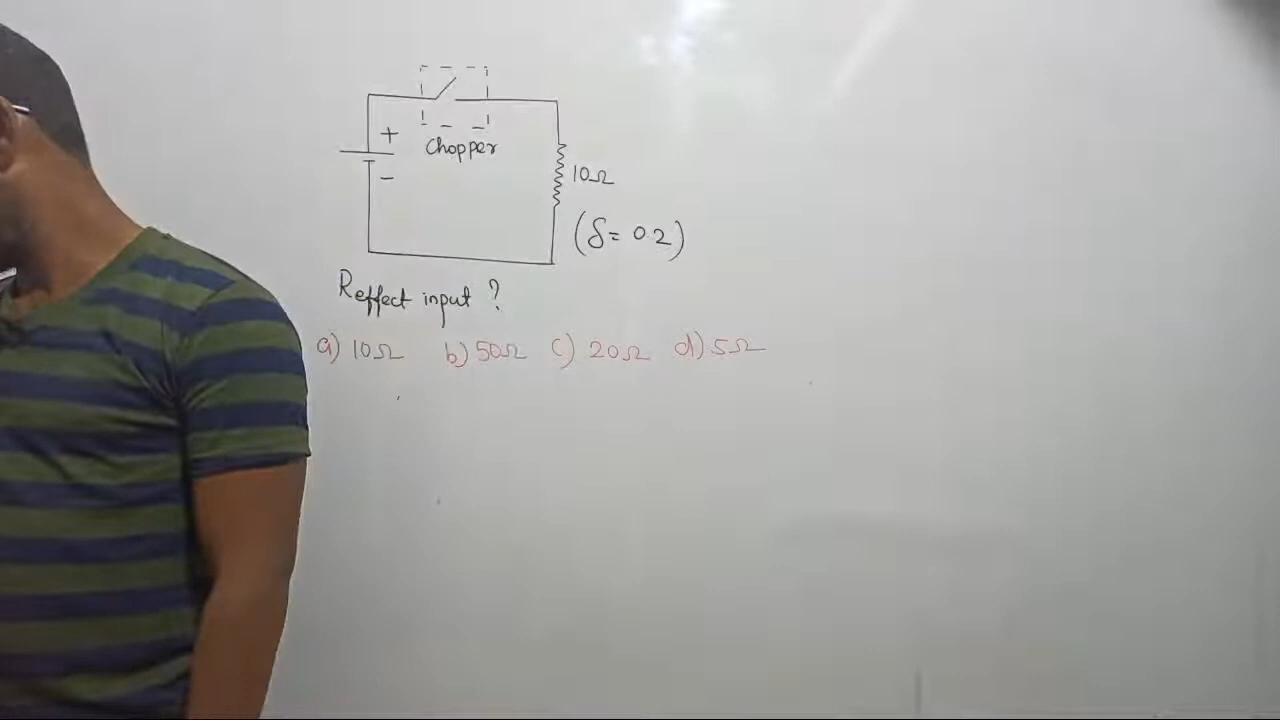 +
chopper
-
10Ω
(δ = 0.2)
Reffect input ?
a) 10Ω b) 50Ω c) 20Ω d) 5Ω